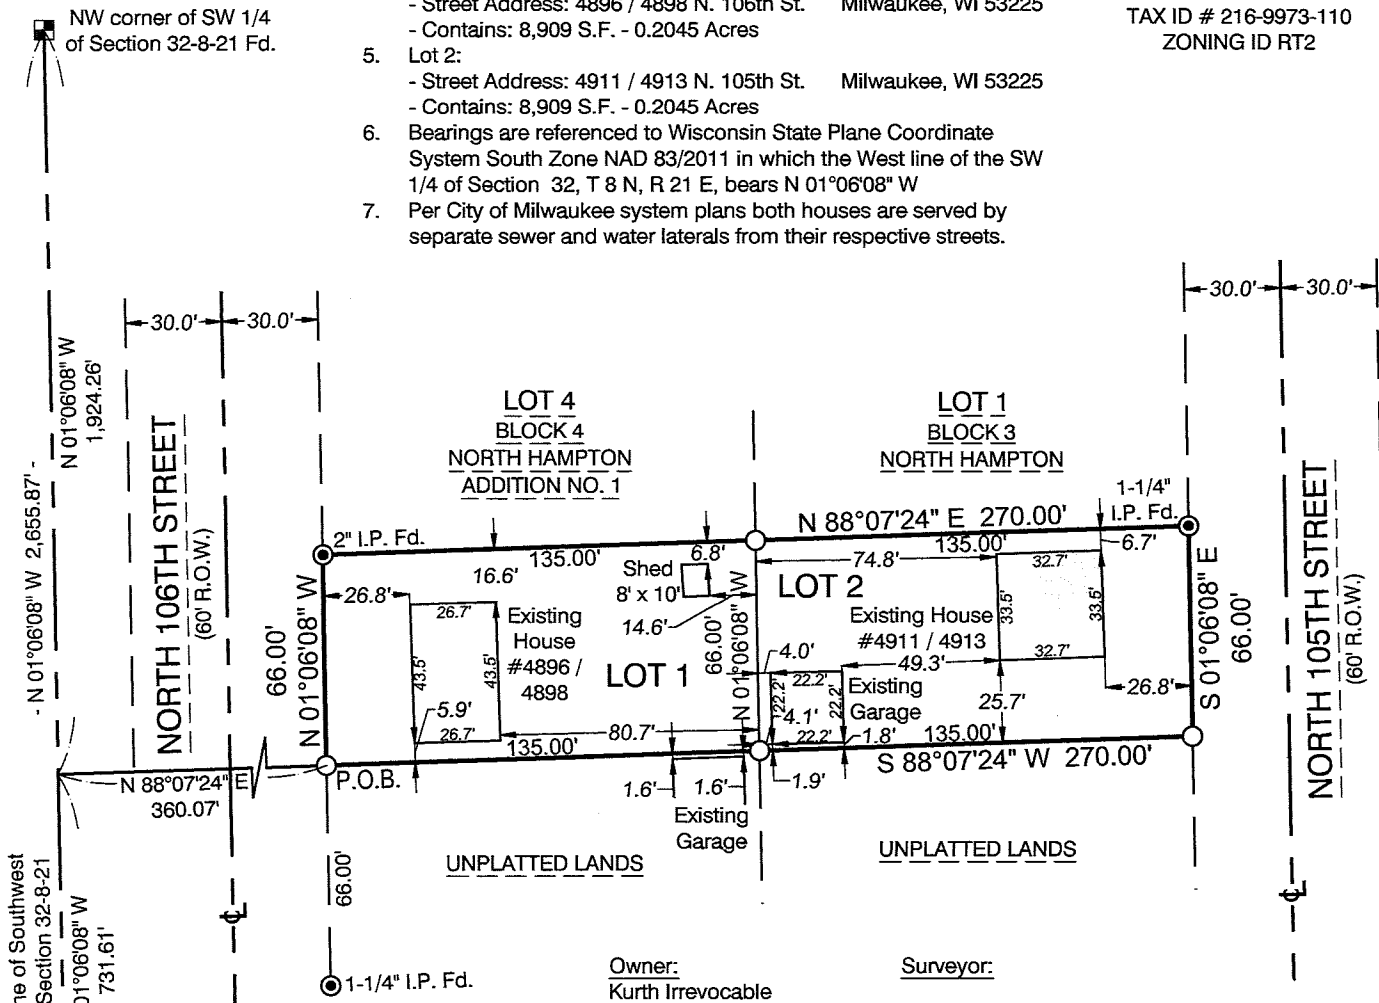 - Street Address: 4896 / 4898 N. 106th St. Milwaukee, WI 53225
- Contains: 8,909 S.F. - 0.2045 Acres
5. Lot 2:
- Street Address: 4911 / 4913 N. 105th St. Milwaukee, WI 53225
- Contains: 8,909 S.F. - 0.2045 Acres
6. Bearings are referenced to Wisconsin State Plane Coordinate
System South Zone NAD 83/2011 in which the West line of the SW
1/4 of Section 32, T 8 N, R 21 E, bears N 01°06'08" W
7. Per City of Milwaukee system plans both houses are served by
separate sewer and water laterals from their respective streets.
TAX ID # 216-9973-110
ZONING ID RT2
NW corner of SW 1/4
of Section 32-8-21 Fd.
30.0'
30.0'
30.0'
30.0'
N 01°06'08" W
1,924.26'
- N 01°06'08" W 2,655.87' -
NORTH 106TH STREET
(60' R.O.W.)
LOT 4
BLOCK 4
NORTH HAMPTON
ADDITION NO. 1
LOT 1
BLOCK 3
NORTH HAMPTON
1-1/4"
I.P. Fd.
2" I.P. Fd.
N 88°07'24" E 270.00'
135.00'
135.00'
6.8'
6.7'
16.6'
Shed
8' x 10'
14.6'
74.8'
32.7'
LOT 2
26.8'
26.7'
Existing
House
#4896 /
4898
43.5'
43.5'
LOT 1
66.00'
N 01°06'08" W
66.00'
N 01°06'08" W
Existing House
#4911 / 4913
33.5'
33.5'
32.7'
4.0'
49.3'
22.2'
22.2'
22.2'
Existing
Garage
25.7'
26.8'
S 01°06'08" E
66.00'
NORTH 105TH STREET
(60' R.O.W.)
5.9'
26.7'
80.7'
135.00'
4.1'
22.2'
1.8'
135.00'
S 88°07'24" W 270.00'
P.O.B.
N 88°07'24" E
360.07'
1.6'
1.6'
1.9'
Existing
Garage
UNPLATTED LANDS
UNPLATTED LANDS
66.00'
ne of Southwest
Section 32-8-21
01°06'08" W
731.61'
1-1/4" I.P. Fd.
Owner:
Kurth Irrevocable
Surveyor: